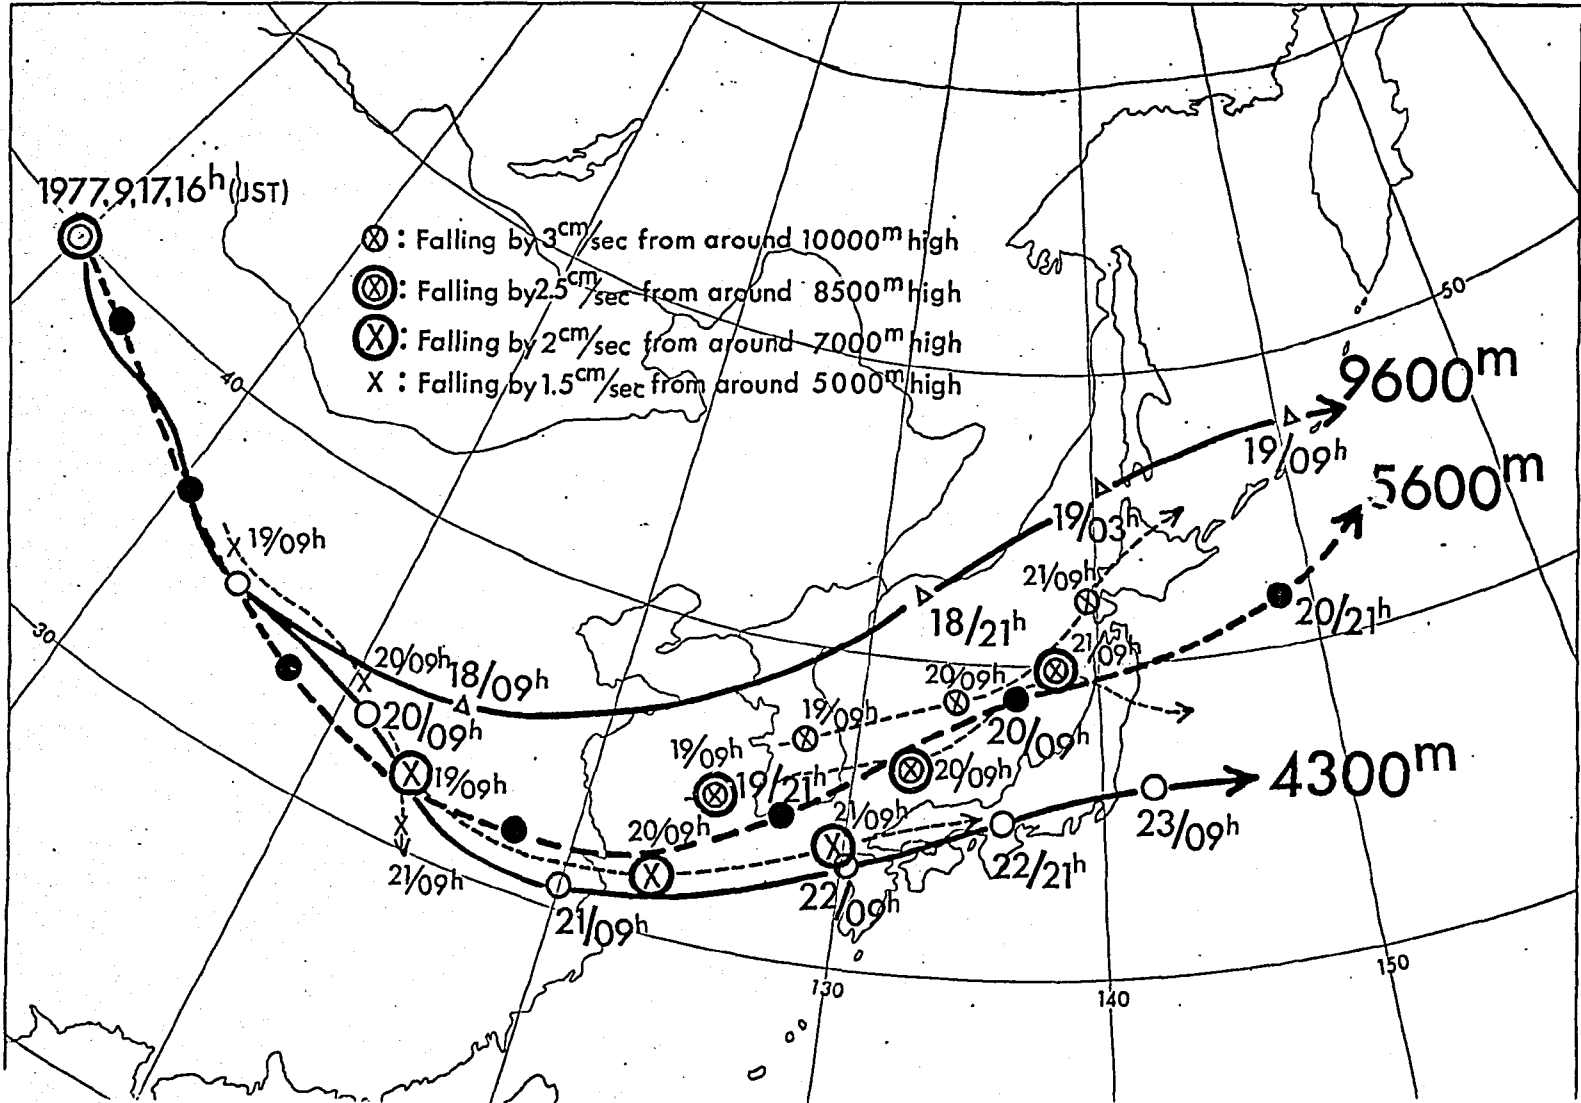 1977,9,17,16h (JST)
ⓧ : Falling by 3cm/sec from around 10000m high
ⓧ : Falling by 2.5cm/sec from around 8500m high
ⓧ : Falling by 2cm/sec from around 7000m high
x : Falling by 1.5cm/sec from around 5000m high
50
9600m
40
19/09h
5600m
19/03h
19/09h
21/09h
20/21h
18/21h
30
21/09h
20/09h
18/09h
20/09h
19/09h
20/09h
20/09h
19/09h
20/09h
4300m
19/09h
19/21h
21/09h
20/09h
23/09h
21/09h
22/21h
22/09h
21/09h
150
130
140